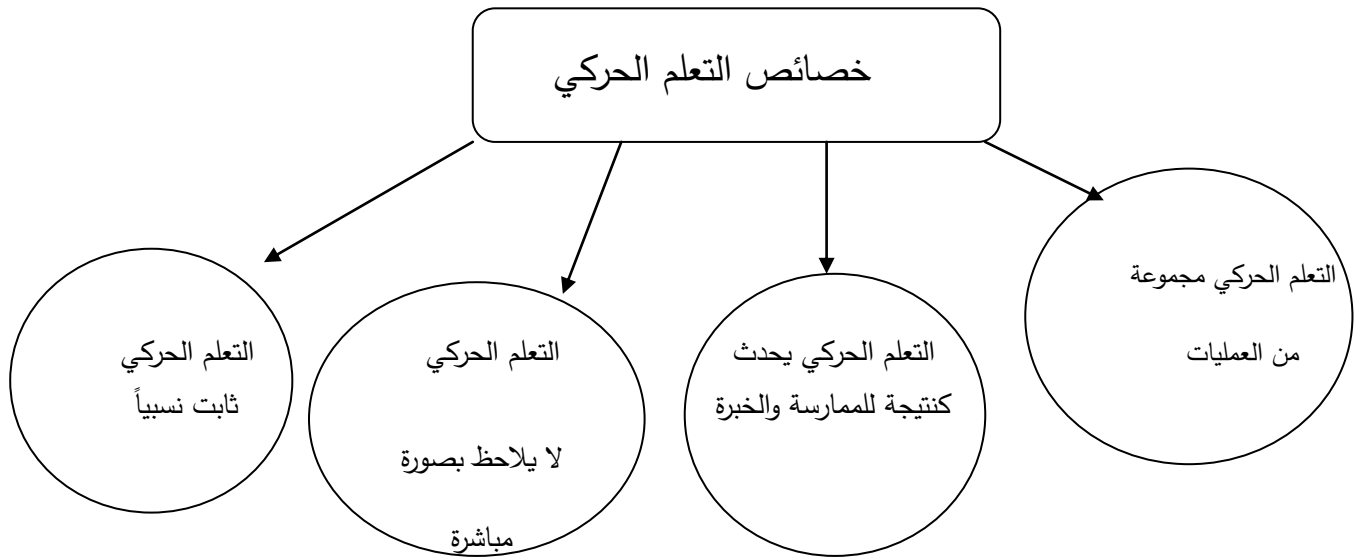 خصائص التعلم الحركي
التعلم الحركي مجموعة
من العمليات
التعلم الحركي يحدث
كنتيجة للممارسة والخبرة
التعلم الحركي
لا يلاحظ بصورة
مباشرة
التعلم الحركي
ثابت نسبياً